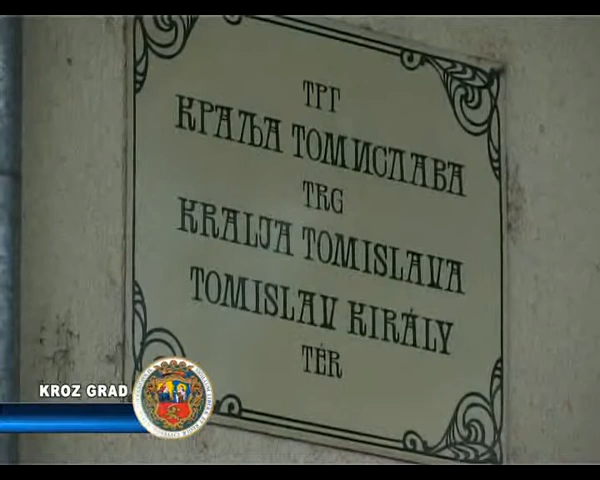 ТРГ
КРАЉА ТОМИСЛАВА
TRG
KRALJA TOMISLAVA
TOMISLAV KIRÁLY
TÉR
KROZ GRAD